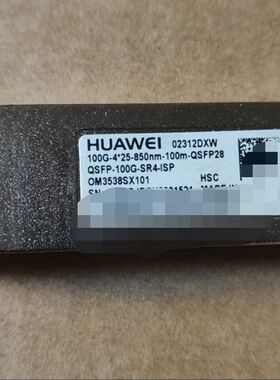 HUAWEI 02312DXW
100G-4*25-850nm-100m-QSFP28
QSFP-100G-SR4-ISP
OM3538SX101 HSC